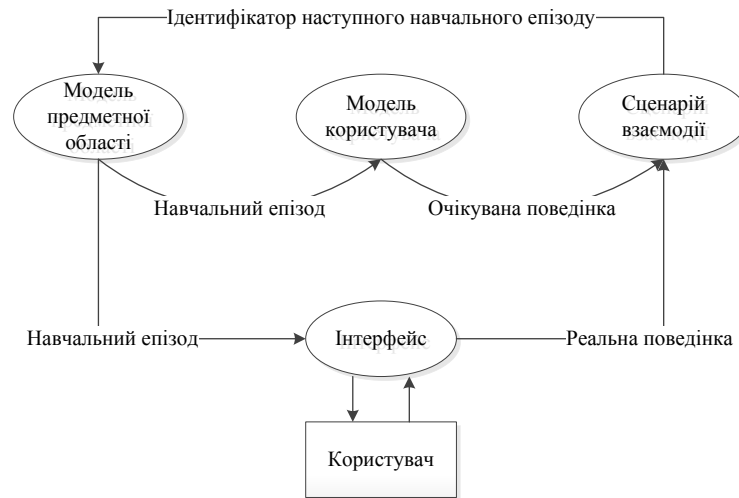 Ідентифікатор наступного навчального епізоду
Модель
предметної
області
Модель
користувача
Сценарій
взаємодії
Навчальний епізод
Очікувана поведінка
Навчальний епізод
Інтерфейс
Реальна поведінка
Користувач